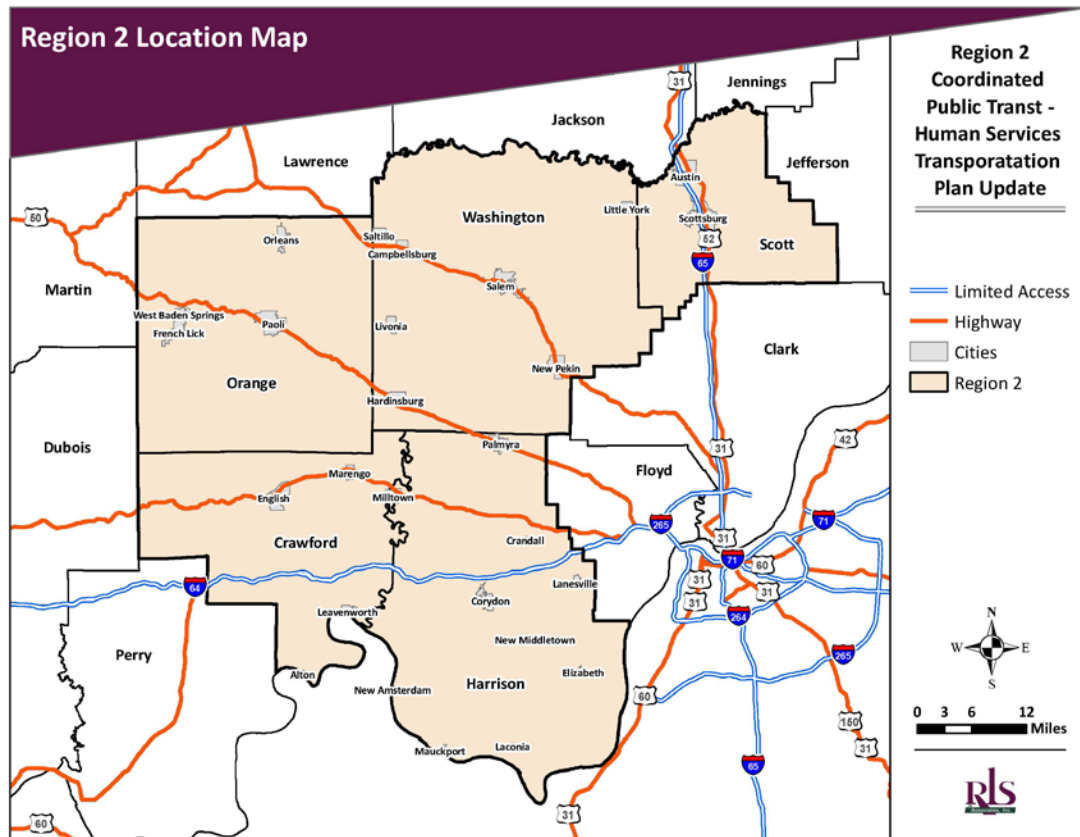 Region 2 Location Map
Region 2
Coordinated
Public Transt -
Human Services
Transporatation
Plan Update
Limited Access
Highway
Cities
Region 2
N
W
E
S
0 3 6 12
Miles
RLS
& Associates, Inc.
31
Jennings
Jackson
Lawrence
Jefferson
Austin
50
Washington
Little York
Scottsburg
Orleans
Saltillo
52
Scott
Campbellsburg
65
Martin
Salem
West Baden Springs
Paoli
Livonia
French Lick
Clark
New Pekin
Orange
Hardinsburg
Dubois
Palmyra
31
42
Floyd
Marengo
English
Milltown
265
71
Crandall
31
Crawford
71
60
64
Lanesville
31
31
Corydon
31
Leavenworth
264
New Middletown
Perry
265
Alton
Elizabeth
New Amsterdam
Harrison
60
150
Mauckport
Laconia
31
65
60
31